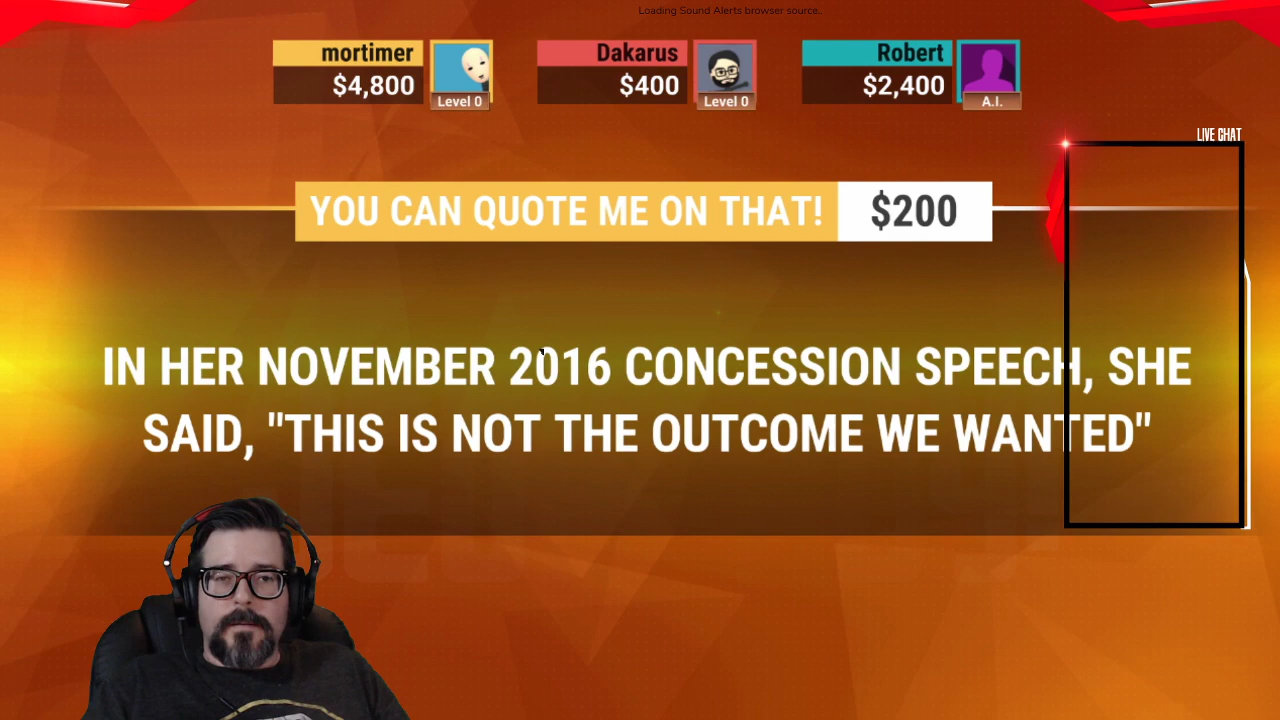 Loading Sound Alerts browser source..
mortimer
$4,800
Level 0
Dakarus
$400
Level 0
Robert
$2,400
A.I.
LIVE CHAT
YOU CAN QUOTE ME ON THAT! $200
IN HER NOVEMBER 2016 CONCESSION SPEECH, SHE
SAID, "THIS IS NOT THE OUTCOME WE WANTED"